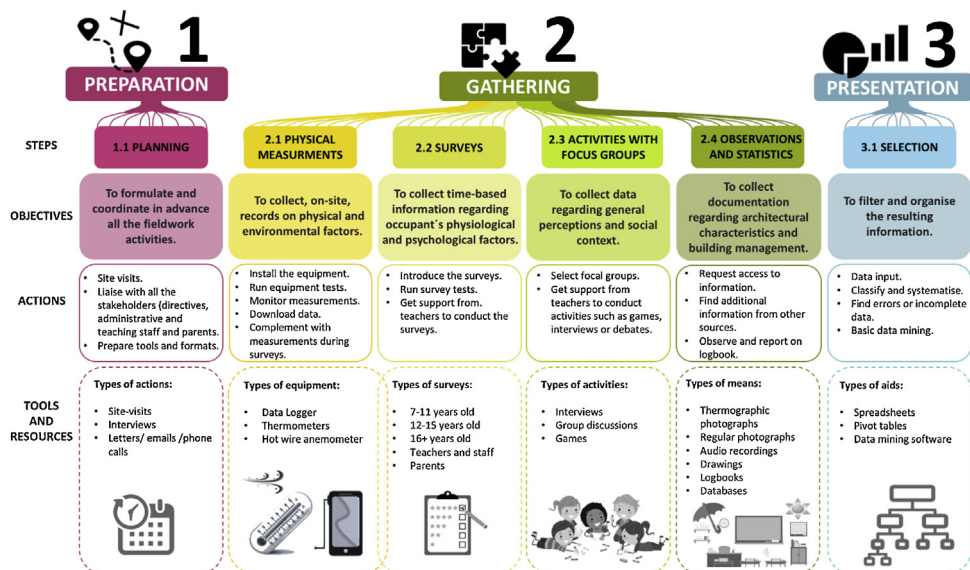 1
PREPARATION
2
GATHERING
3
PRESENTATION
STEPS
1.1 PLANNING
2.1 PHYSICAL
MEASURMENTS
2.2 SURVEYS
2.3 ACTIVITIES WITH
FOCUS GROUPS
2.4 OBSERVATIONS
AND STATISTICS
3.1 SELECTION
OBJECTIVES
To formulate and
coordinate in advance
all the fieldwork
activities.
To collect, on-site,
records on physical and
environmental factors.
To collect time-based
information regarding
occupant´s physiological
and psychological factors.
To collect data
regarding general
perceptions and social
context.
To collect
documentation
regarding architectural
characteristics and
building management.
To filter and organise
the resulting
information.
ACTIONS
• Site visits.
• Liaise with all the
stakeholders (directives,
administrative and
teaching staff and parents.
• Prepare tools and formats.
• Install the equipment.
• Run equipment tests.
• Monitor measurements.
• Download data.
• Complement with
measurements during
surveys.
• Introduce the surveys.
• Run survey tests.
• Get support from.
teachers to conduct
the surveys.
• Select focal groups.
• Get support from
teachers to conduct
activities such as games,
interviews or debates.
• Request access to
information.
• Find additional
information from other
sources.
• Observe and report on
logbook.
• Data input.
• Classify and systematise.
• Find errors or incomplete
data.
• Basic data mining.
TOOLS
AND
RESOURCES
Types of actions:
• Site-visits
• Interviews
• Letters/ emails /phone
calls
Types of equipment:
• Data Logger
• Thermometers
• Hot wire anemometer
Types of surveys:
• 7-11 years old
• 12-15 years old
• 16+ years old
• Teachers and staff
• Parents
Types of activities:
• Interviews
• Group discussions
• Games
Types of means:
• Thermographic
photographs
• Regular photographs
• Audio recordings
• Drawings
• Logbooks
• Databases
Types of aids:
• Spreadsheets
• Pivot tables
• Data mining software